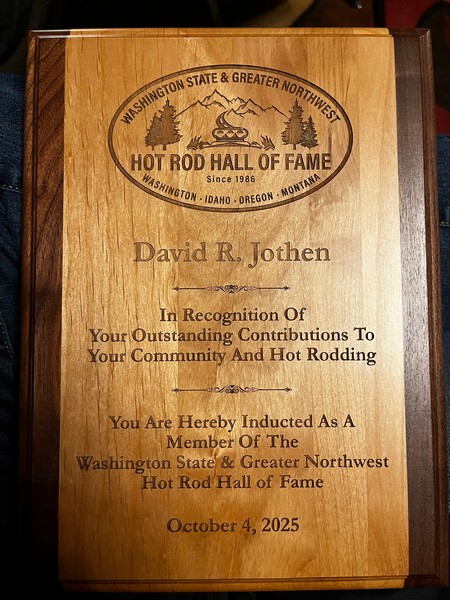 WASHINGTON STATE & GREATER NORTHWEST
HOT ROD HALL OF FAME
Since 1986
WASHINGTON · IDAHO · OREGON · MONTANA
David R. Jothen
In Recognition Of
Your Outstanding Contributions To
Your Community And Hot Rodding
You Are Hereby Inducted As A
Member Of The
Washington State & Greater Northwest
Hot Rod Hall of Fame
October 4, 2025